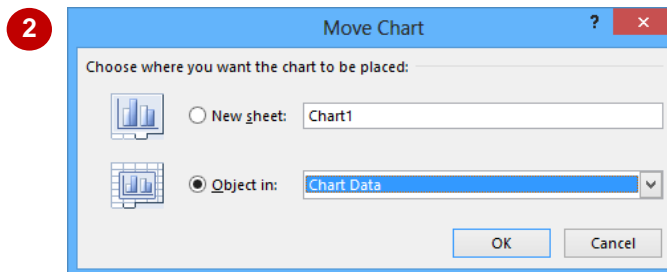 2
Move Chart ?
Choose where you want the chart to be placed:
New sheet: Chart1
Object in: Chart Data
OK Cancel